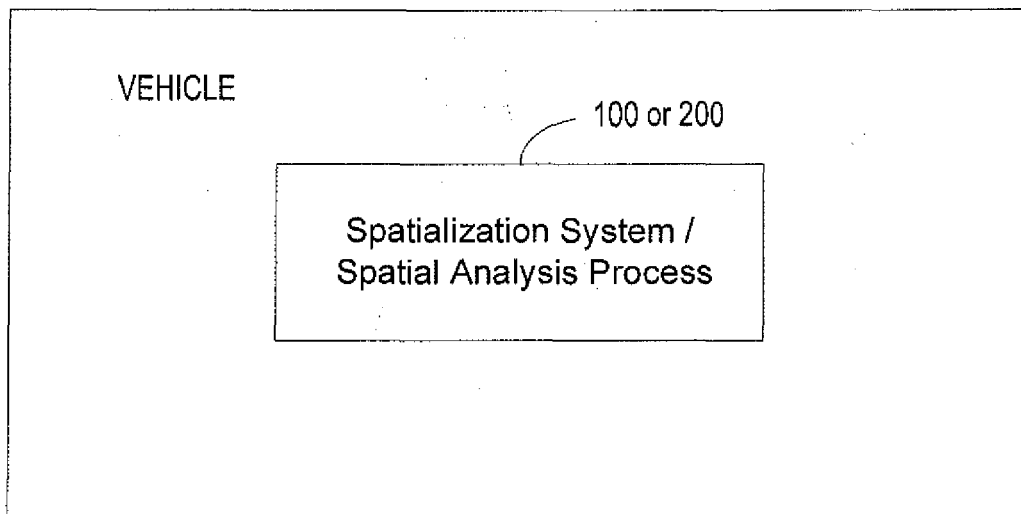 VEHICLE
100 or 200
Spatialization System /
Spatial Analysis Process